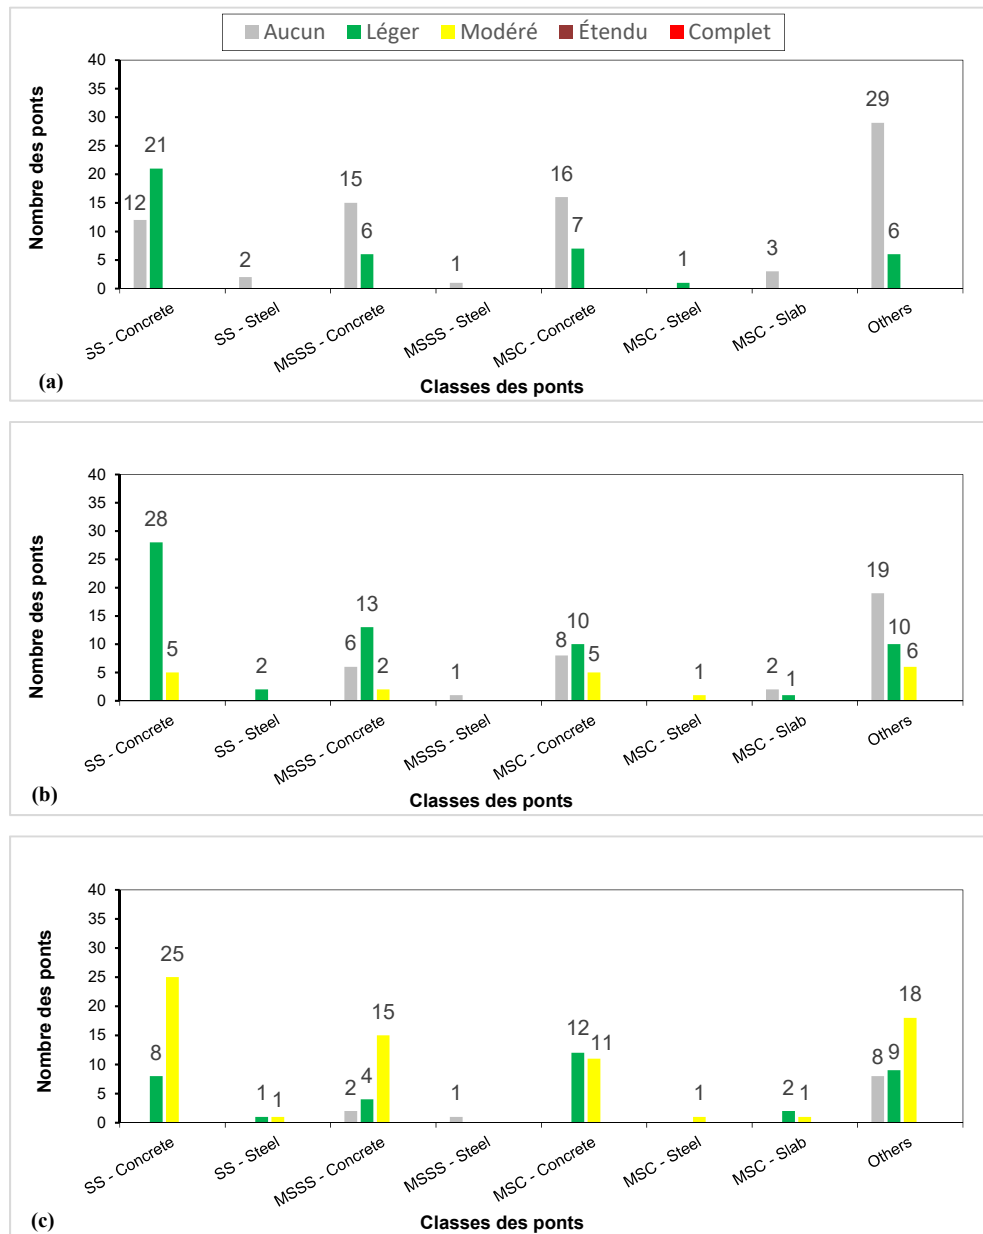 Aucun Léger Modéré Étendu Complet
Nombre des ponts
40
35
30
25
20
15
10
5
0
12 21 2 15 6 1 16 7 1 3 29 6
SS - Concrete SS - Steel MSSS - Concrete MSSS - Steel MSC - Concrete MSC - Steel MSC - Slab Others
(a)
Classes des ponts
Nombre des ponts
40
35
30
25
20
15
10
5
0
28 5 2 6 13 2 1 8 10 5 1 2 1 19 10 6
SS - Concrete SS - Steel MSSS - Concrete MSSS - Steel MSC - Concrete MSC - Steel MSC - Slab Others
(b)
Classes des ponts
Nombre des ponts
40
35
30
25
20
15
10
5
0
8 25 1 1 2 4 15 1 12 11 1 2 1 8 9 18
SS - Concrete SS - Steel MSSS - Concrete MSSS - Steel MSC - Concrete MSC - Steel MSC - Slab Others
(c)
Classes des ponts